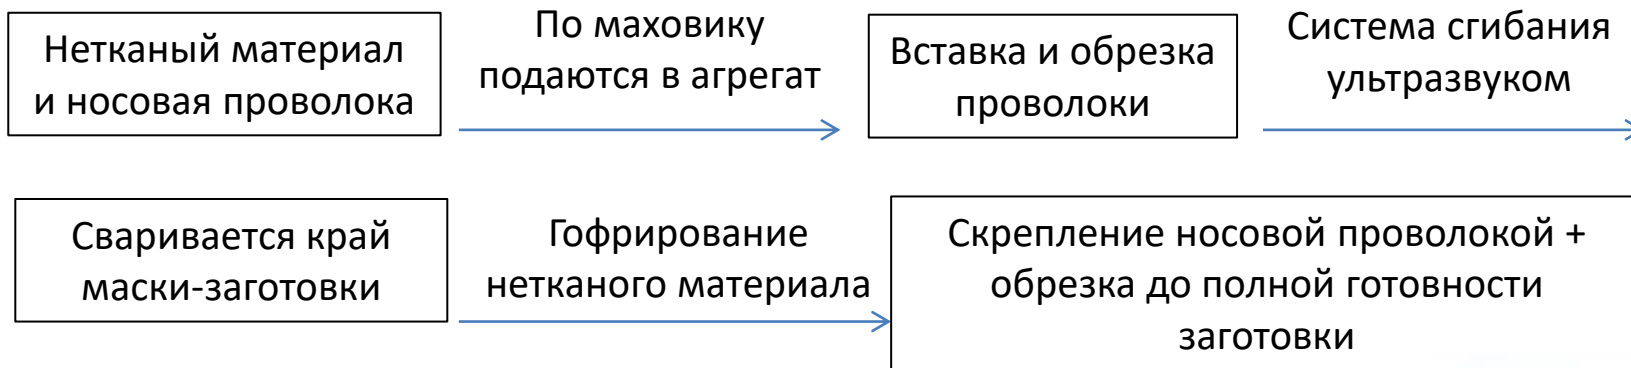 Нетканый материал
и носовая проволока
По маховику
подаются в агрегат
Вставка и обрезка
проволоки
Система сгибания
ультразвуком
Сваривается край
маски-заготовки
Гофрирование
нетканого материала
Скрепление носовой проволокой +
обрезка до полной готовности
заготовки